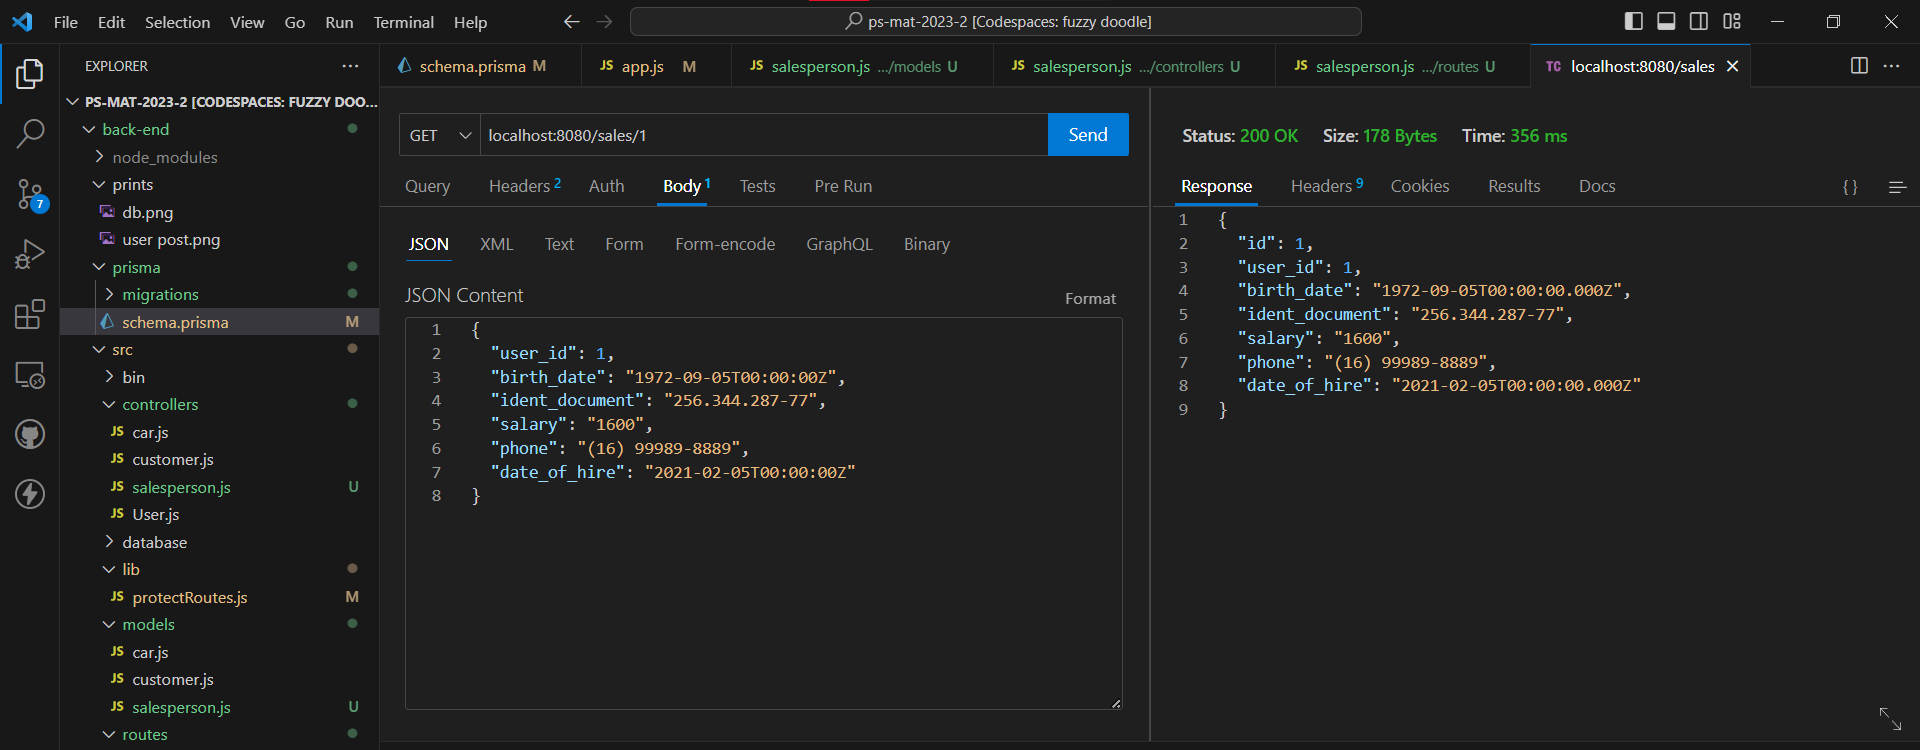 File Edit Selection View Go Run Terminal Help
ps-mat-2023-2 [Codespaces: fuzzy doodle]
EXPLORER
PS-MAT-2023-2 [CODESPACES: FUZZY DOO...
back-end
node_modules
prints
db.png
user post.png
prisma
migrations
schema.prisma M
src
bin
controllers
JS car.js
JS customer.js
JS salesperson.js U
JS User.js
database
lib
JS protectRoutes.js M
models
JS car.js
JS customer.js
JS salesperson.js U
routes
7
schema.prisma M
JS app.js M
JS salesperson.js .../models U
JS salesperson.js .../controllers U
JS salesperson.js .../routes U
TC localhost:8080/sales
GET localhost:8080/sales/1 Send
Query Headers 2 Auth Body 1 Tests Pre Run
JSON XML Text Form Form-encode GraphQL Binary
JSON Content Format
1 {
2 "user_id": 1,
3 "birth_date": "1972-09-05T00:00:00Z",
4 "ident_document": "256.344.287-77",
5 "salary": "1600",
6 "phone": "(16) 99989-8889",
7 "date_of_hire": "2021-02-05T00:00:00Z"
8 }
Status: 200 OK Size: 178 Bytes Time: 356 ms
Response Headers 9 Cookies Results Docs {}
1 {
2 "id": 1,
3 "user_id": 1,
4 "birth_date": "1972-09-05T00:00:00.000Z",
5 "ident_document": "256.344.287-77",
6 "salary": "1600",
7 "phone": "(16) 99989-8889",
8 "date_of_hire": "2021-02-05T00:00:00.000Z"
9 }